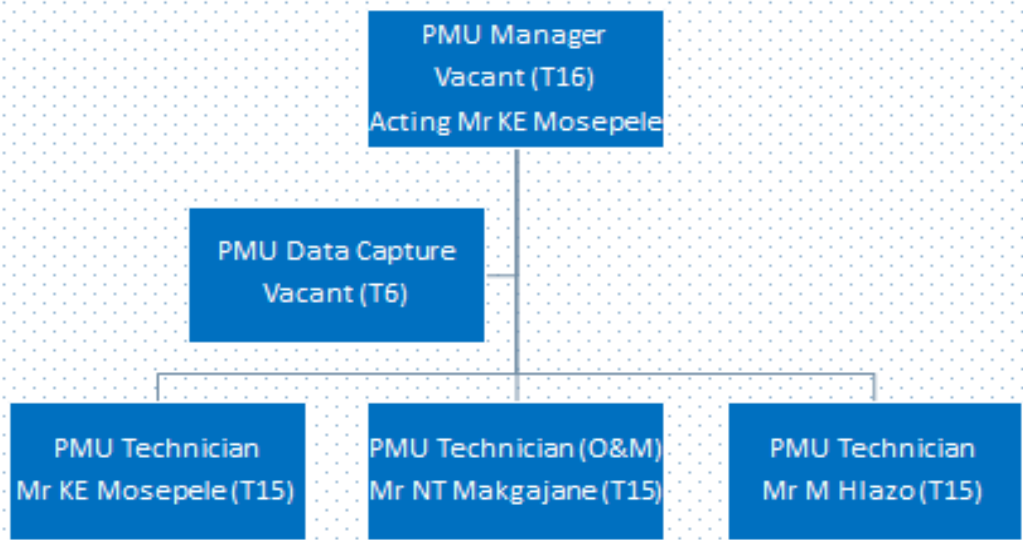 PMU Manager
Vacant (T16)
Acting Mr KE Mosepele
PMU Data Capture
Vacant (T6)
PMU Technician
Mr KE Mosepele (T15)
PMU Technician (O&M)
Mr NT Makgajane (T15)
PMU Technician
Mr M Hlazo (T15)